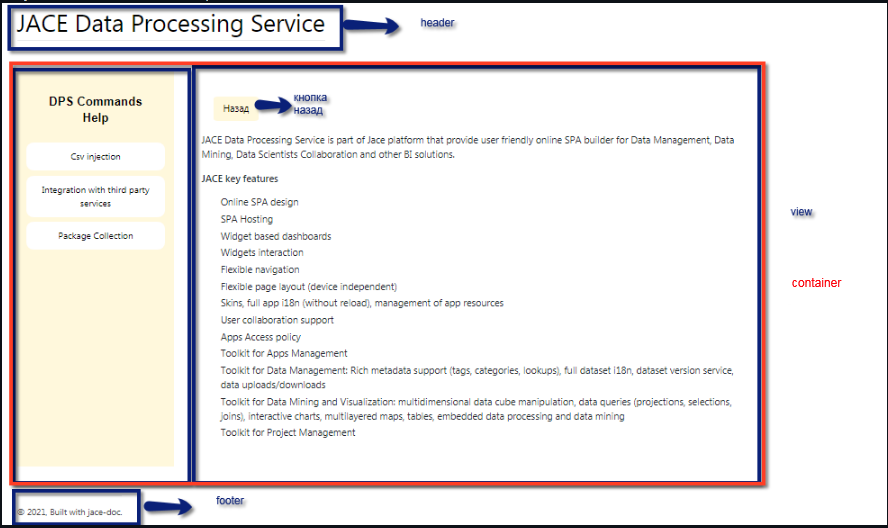 JACE Data Processing Service
header
DPS Commands
Help
Csv injection
Integration with third party
services
Package Collection
Назад
кнопка
назад
JACE Data Processing Service is part of Jace platform that provide user friendly online SPA builder for Data Management, Data
Mining, Data Scientists Collaboration and other BI solutions.
JACE key features
Online SPA design
SPA Hosting
Widget based dashboards
Widgets interaction
Flexible navigation
Flexible page layout (device independent)
Skins, full app i18n (without reload), management of app resources
User collaboration support
Apps Access policy
Toolkit for Apps Management
Toolkit for Data Management: Rich metadata support (tags, categories, lookups), full dataset i18n, dataset version service,
data uploads/downloads
Toolkit for Data Mining and Visualization: multidimensional data cube manipulation, data queries (projections, selections,
joins), interactive charts, multilayered maps, tables, embedded data processing and data mining
Toolkit for Project Management
view
container
© 2021, Built with jace-doc.
footer